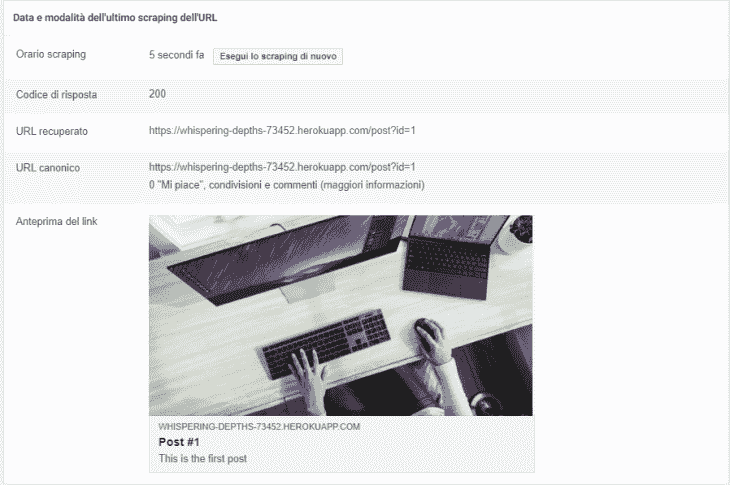 Data e modalità dell'ultimo scraping dell'URL
Orario scraping 5 secondi fa Esegui lo scraping di nuovo
Codice di risposta 200
URL recuperato https://whispering-depths-73452.herokuapp.com/post?id=1
URL canonico https://whispering-depths-73452.herokuapp.com/post?id=1
0 "Mi piace", condivisioni e commenti (maggiori informazioni)
Anteprima del link
WHISPERING-DEPTHS-73452.HEROKUAPP.COM
Post #1
This is the first post